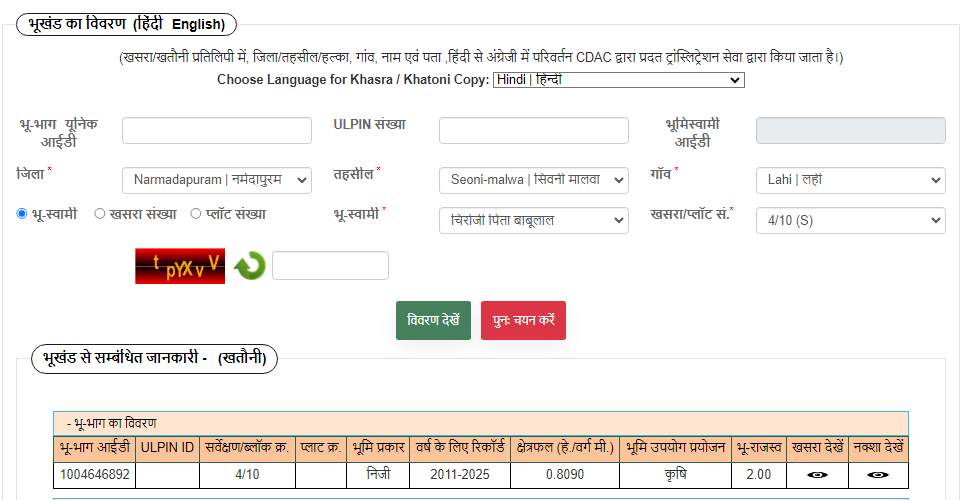 भूखंड का विवरण (हिंदी English)
(खसरा/खतौनी प्रतिलिपी में, जिला/तहसील/हल्का, गांव, नाम एवं पता ,हिंदी से अंग्रेजी में परिवर्तन CDAC द्वारा प्रदत ट्रांस्लिट्रेशन सेवा द्वारा किया जाता है।)
Choose Language for Khasra / Khatoni Copy: Hindi | हिन्दी
भू-भाग यूनिक आईडी ULPIN संख्या भूमिस्वामी आईडी
जिला * Narmadapuram | नर्मदापुरम तहसील * Seoni-malwa | सिवनी मालवा गाँव * Lahi | लही
भू-स्वामी खसरा संख्या प्लॉट संख्या भू-स्वामी * चिरोंजी पिता बाबूलाल खसरा/प्लॉट सं.* 4/10 (S)
t pYX v V
विवरण देखें पुनः चयन करें
भूखंड से सम्बंधित जानकारी - (खतौनी)
- भू-भाग का विवरण
भू-भाग आईडी ULPIN ID सर्वेक्षण/ब्लॉक क्र. प्लाट क्र. भूमि प्रकार वर्ष के लिए रिकॉर्ड क्षेत्रफल (हे./वर्ग मी.) भूमि उपयोग प्रयोजन भू-राजस्व खसरा देखें नक्शा देखें
1004646892 4/10 निजी 2011-2025 0.8090 कृषि 2.00